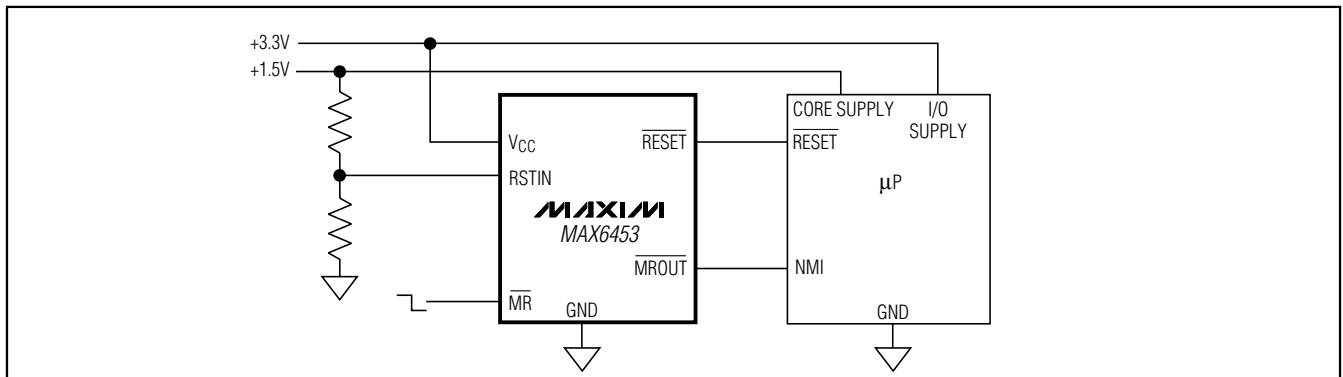 +3.3V
+1.5V
CORE SUPPLY
I/O
SUPPLY
VCC
RESET
RESET
RSTIN
μP
MAXIM
MAX6453
MROUT
NMI
MR
GND
GND